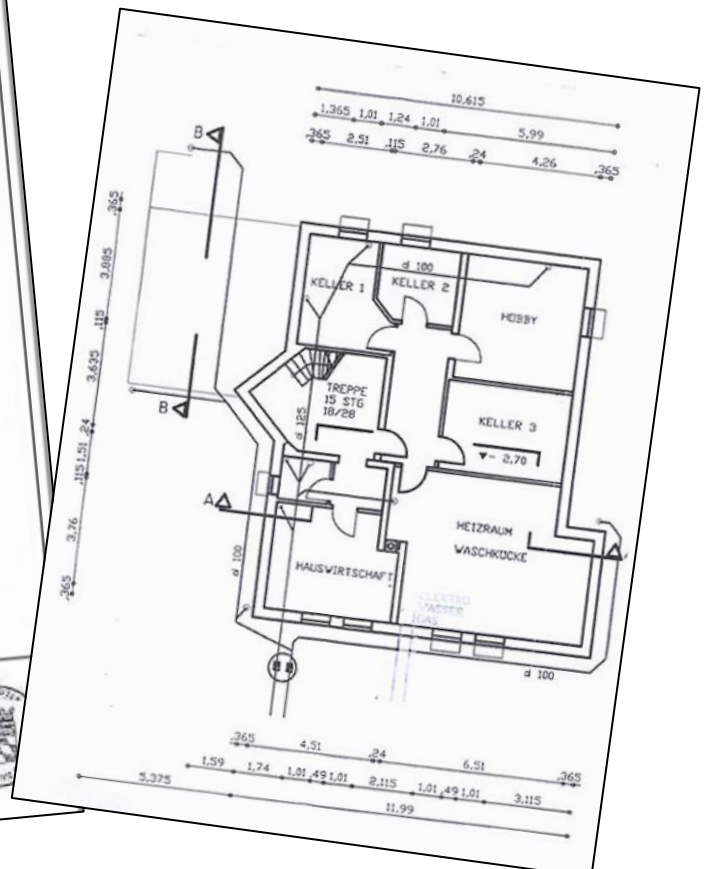 10,615
1,365 1,01 1,24 1,01 5,99
,365 2,51 ,115 2,76 ,24 4,26 ,365
B
,365
3,885
,115
3,635
,24
1,51
,115
3,76
,365
KELLER 1
d 100
KELLER 2
HOBBY
TREPPE
15 STG
18/28
d 125
B
KELLER 3
- 2,70
A
HEIZRAUM
WASCHKÜCKE
HAUSWIRTSCHAFT
d 100
ELEKTRO
WASSER
GAS
d 100
,365 4,51 ,24 6,51 ,365
1,59 1,74 1,01 ,49 1,01 2,115 1,01 ,49 1,01 3,115
5,375 11,99